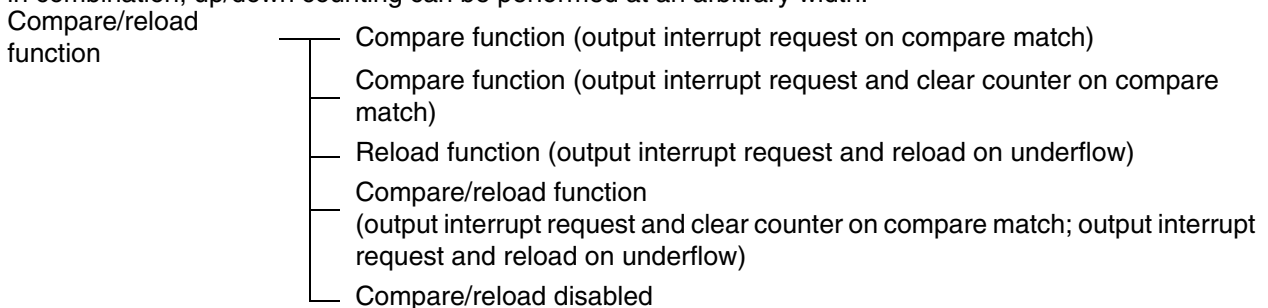 in combination, up/down counting can be performed at an arbitrary width.
Compare/reload
function
Compare function (output interrupt request on compare match)
Compare function (output interrupt request and clear counter on compare
match)
Reload function (output interrupt request and reload on underflow)
Compare/reload function
(output interrupt request and clear counter on compare match; output interrupt
request and reload on underflow)
Compare/reload disabled